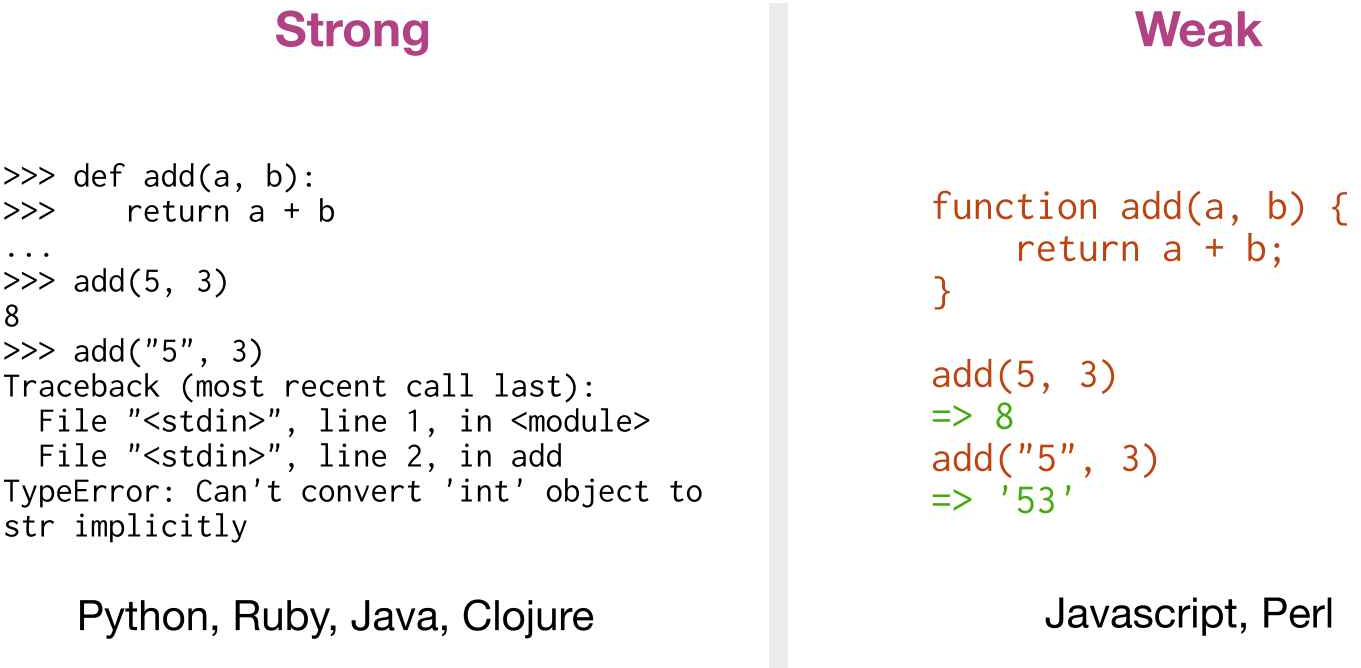 Strong
>>> def add(a, b):
>>>    return a + b
...
>>> add(5, 3)
8
>>> add("5", 3)
Traceback (most recent call last):
  File "<stdin>", line 1, in <module>
  File "<stdin>", line 2, in add
TypeError: Can't convert 'int' object to
str implicitly
Python, Ruby, Java, Clojure
Weak
function add(a, b) {
    return a + b;
}
add(5, 3)
=> 8
add("5", 3)
=> '53'
Javascript, Perl